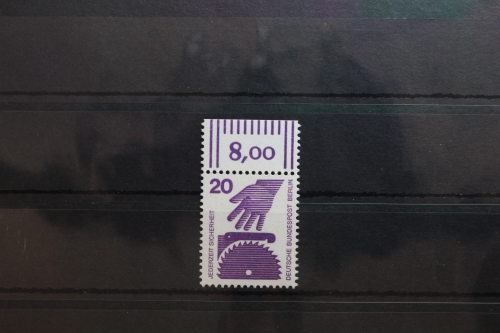 8,00
20
JEDERZEIT SICHERHEIT
DEUTSCHE BUNDESPOST BERLIN